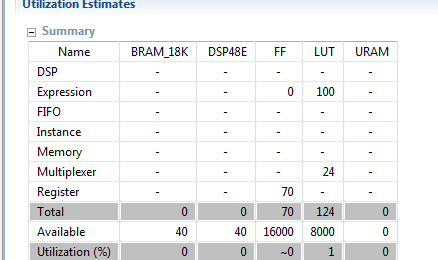 Utilization Estimates
Summary
Name BRAM_18K DSP48E FF LUT URAM
DSP - - - - -
Expression - - 0 100 -
FIFO - - - - -
Instance - - - - -
Memory - - - - -
Multiplexer - - - 24 -
Register - - 70 - -
Total 0 0 70 124 0
Available 40 40 16000 8000 0
Utilization (%) 0 0 ~0 1 0